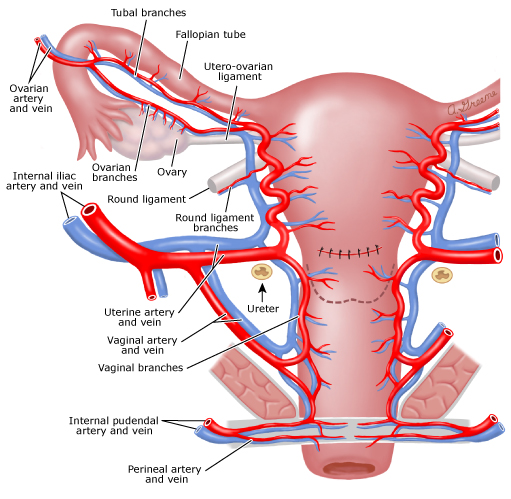 Tubal branches
Fallopian tube
Utero-ovarian
ligament
Ovarian
artery
and vein
Ovarian
branches
Ovary
Internal iliac
artery and vein
Round ligament
Round ligament
branches
Uterine artery
and vein
Ureter
Vaginal artery
and vein
Vaginal branches
Internal pudendal
artery and vein
Perineal artery
and vein